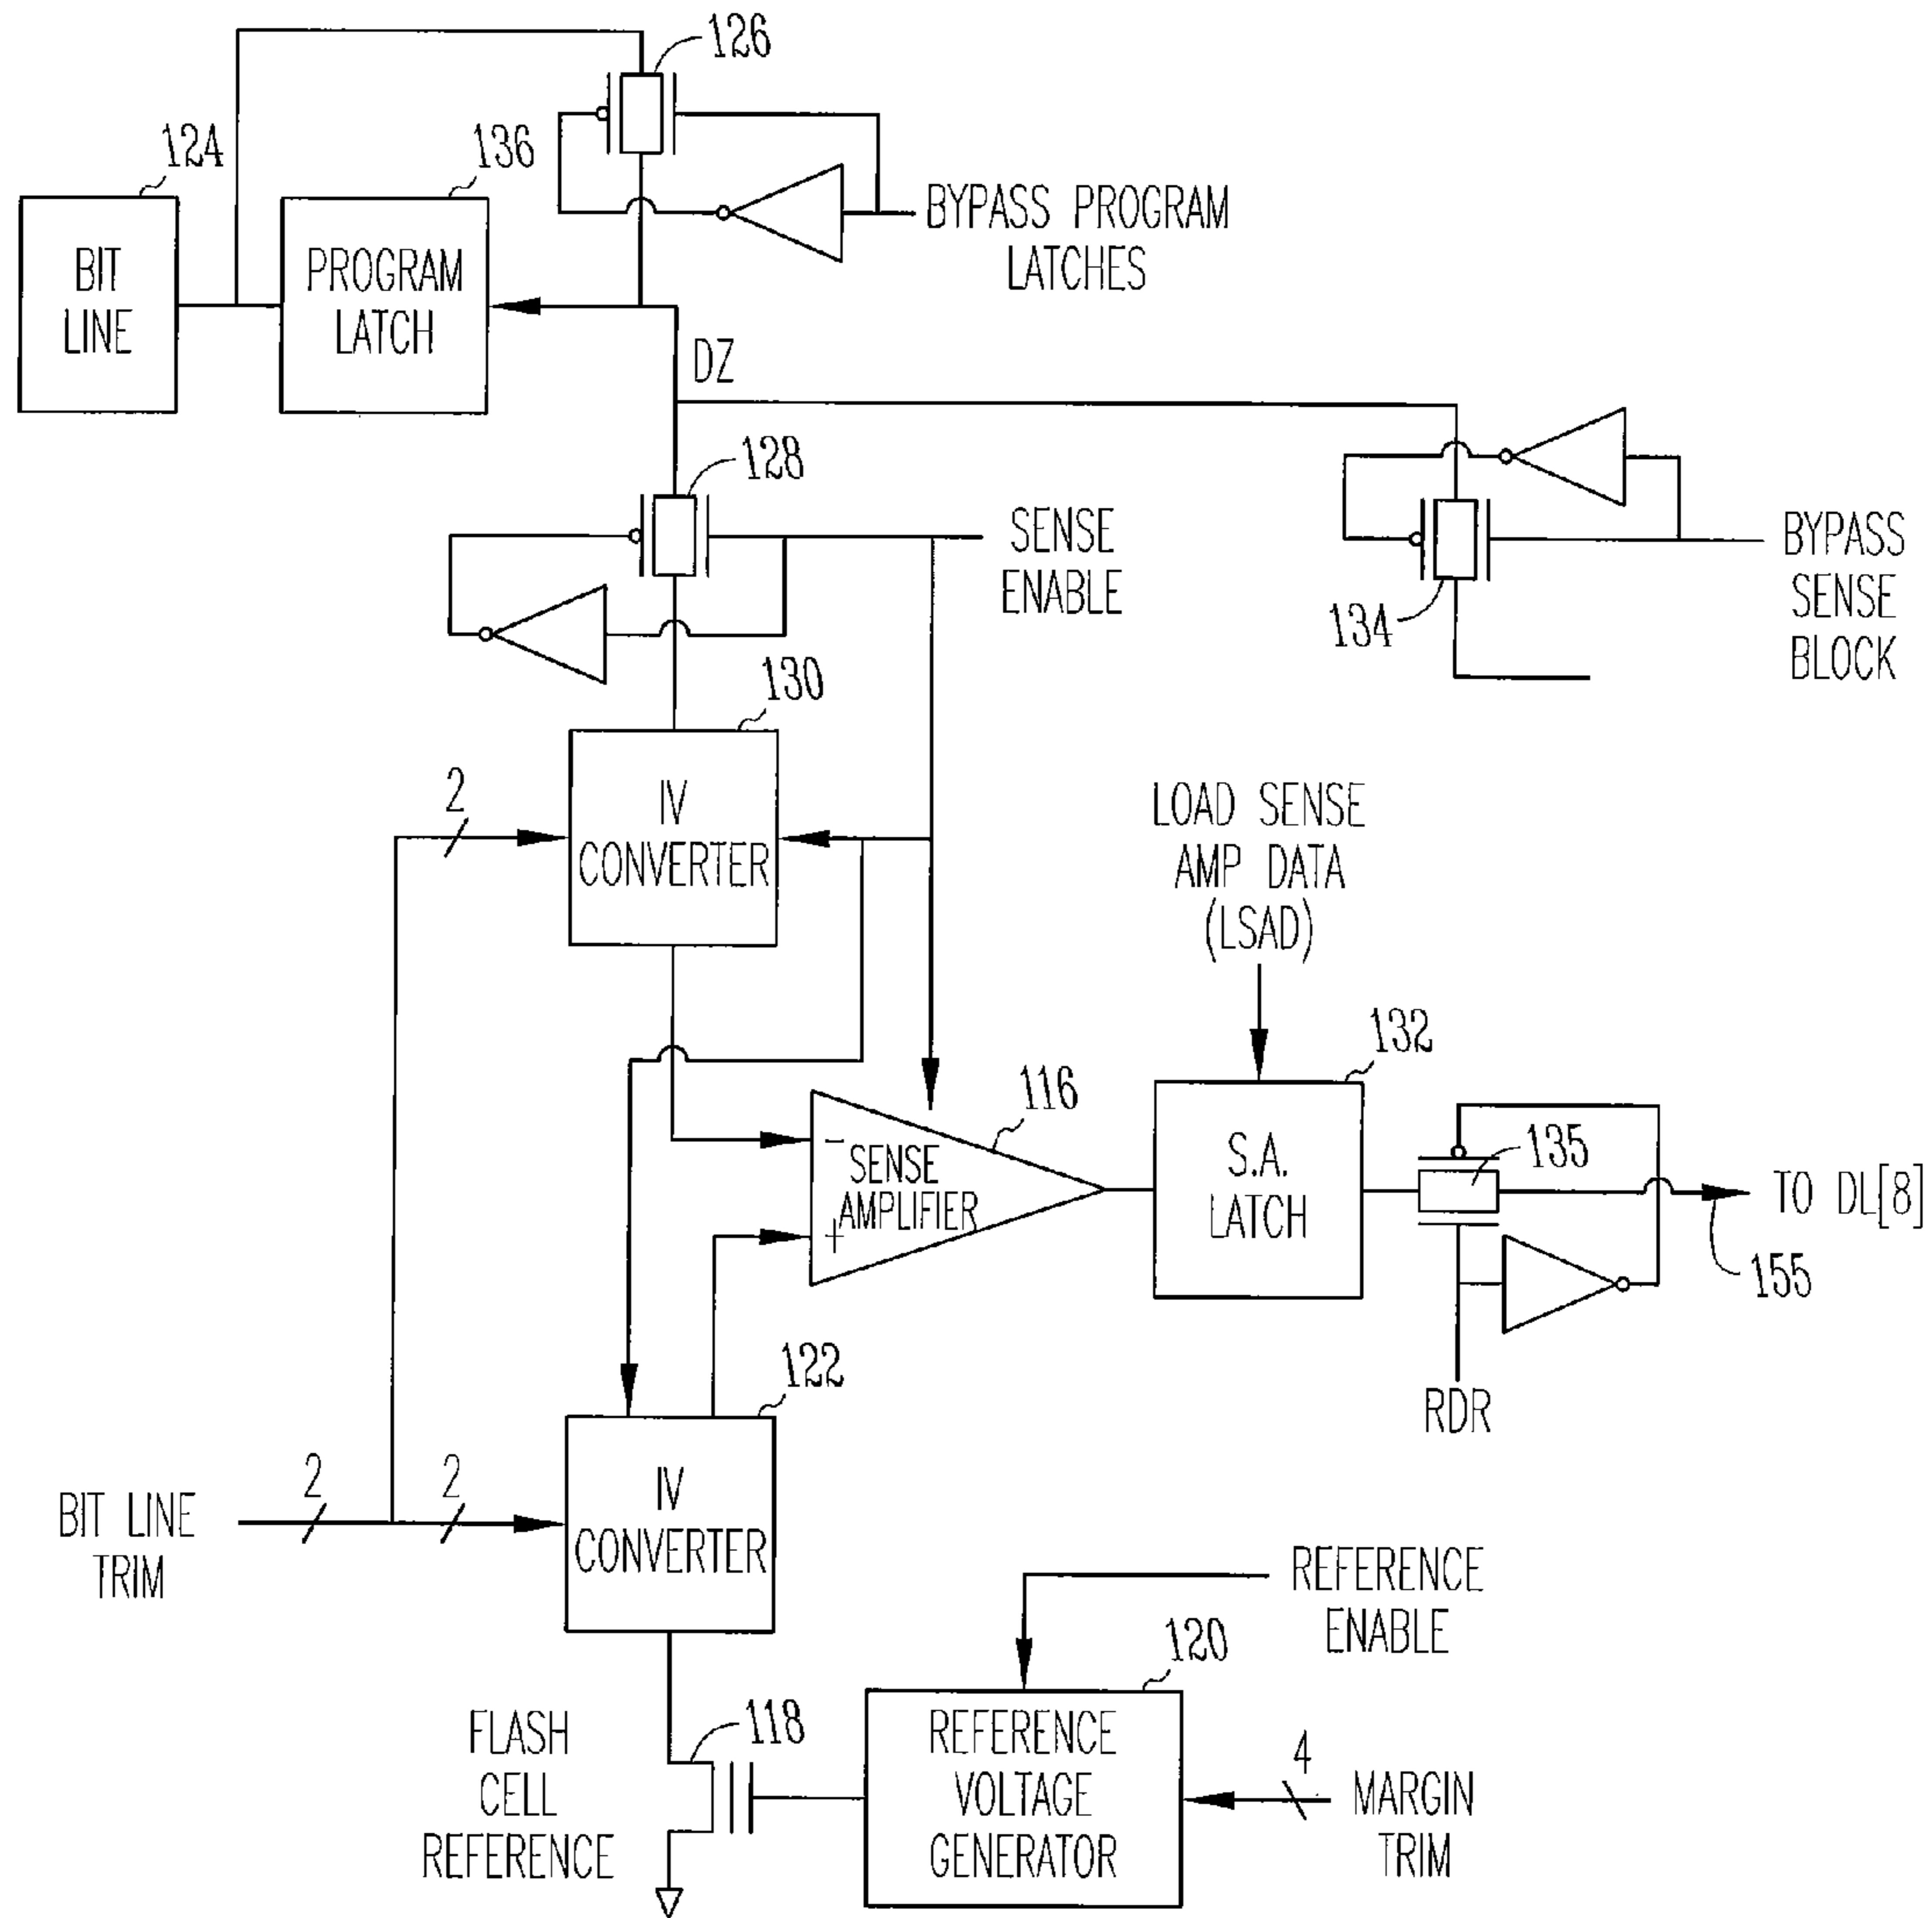 126
124
136
BIT
LINE
PROGRAM
LATCH
BYPASS PROGRAM
LATCHES
DZ
128
SENSE
ENABLE
134
BYPASS
SENSE
BLOCK
130
2
IV
CONVERTER
LOAD SENSE
AMP DATA
(LSAD)
132
116
-
SENSE
AMPLIFIER
+
S.A.
LATCH
135
TO DL[8]
155
RDR
122
BIT LINE
TRIM
2
2
IV
CONVERTER
REFERENCE
ENABLE
120
FLASH
CELL
REFERENCE
118
REFERENCE
VOLTAGE
GENERATOR
4
MARGIN
TRIM